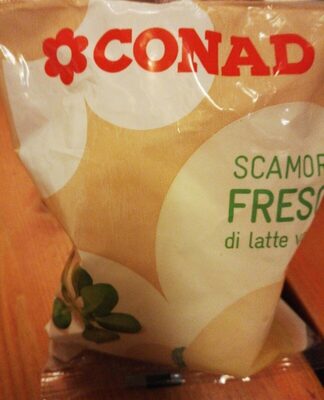 CONAD
SCAMOR
FRESC
di latte v